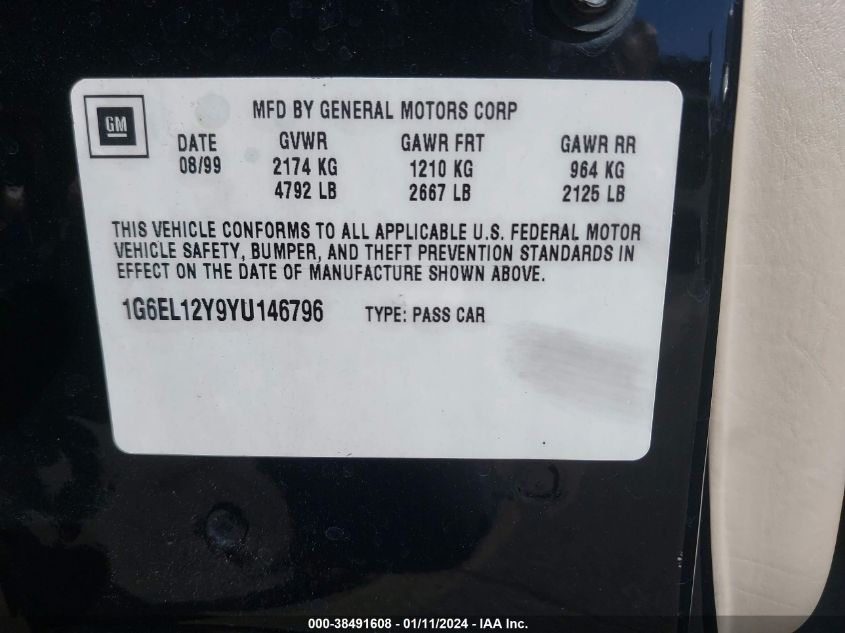 GM
MFD BY GENERAL MOTORS CORP
DATE GVWR GAWR FRT GAWR RR
08/99 2174 KG 1210 KG 964 KG
4792 LB 2667 LB 2125 LB
THIS VEHICLE CONFORMS TO ALL APPLICABLE U.S. FEDERAL MOTOR
VEHICLE SAFETY, BUMPER, AND THEFT PREVENTION STANDARDS IN
EFFECT ON THE DATE OF MANUFACTURE SHOWN ABOVE.
1G6EL12Y9YU146796 TYPE: PASS CAR
000-38491608 - 01/11/2024 - IAA Inc.